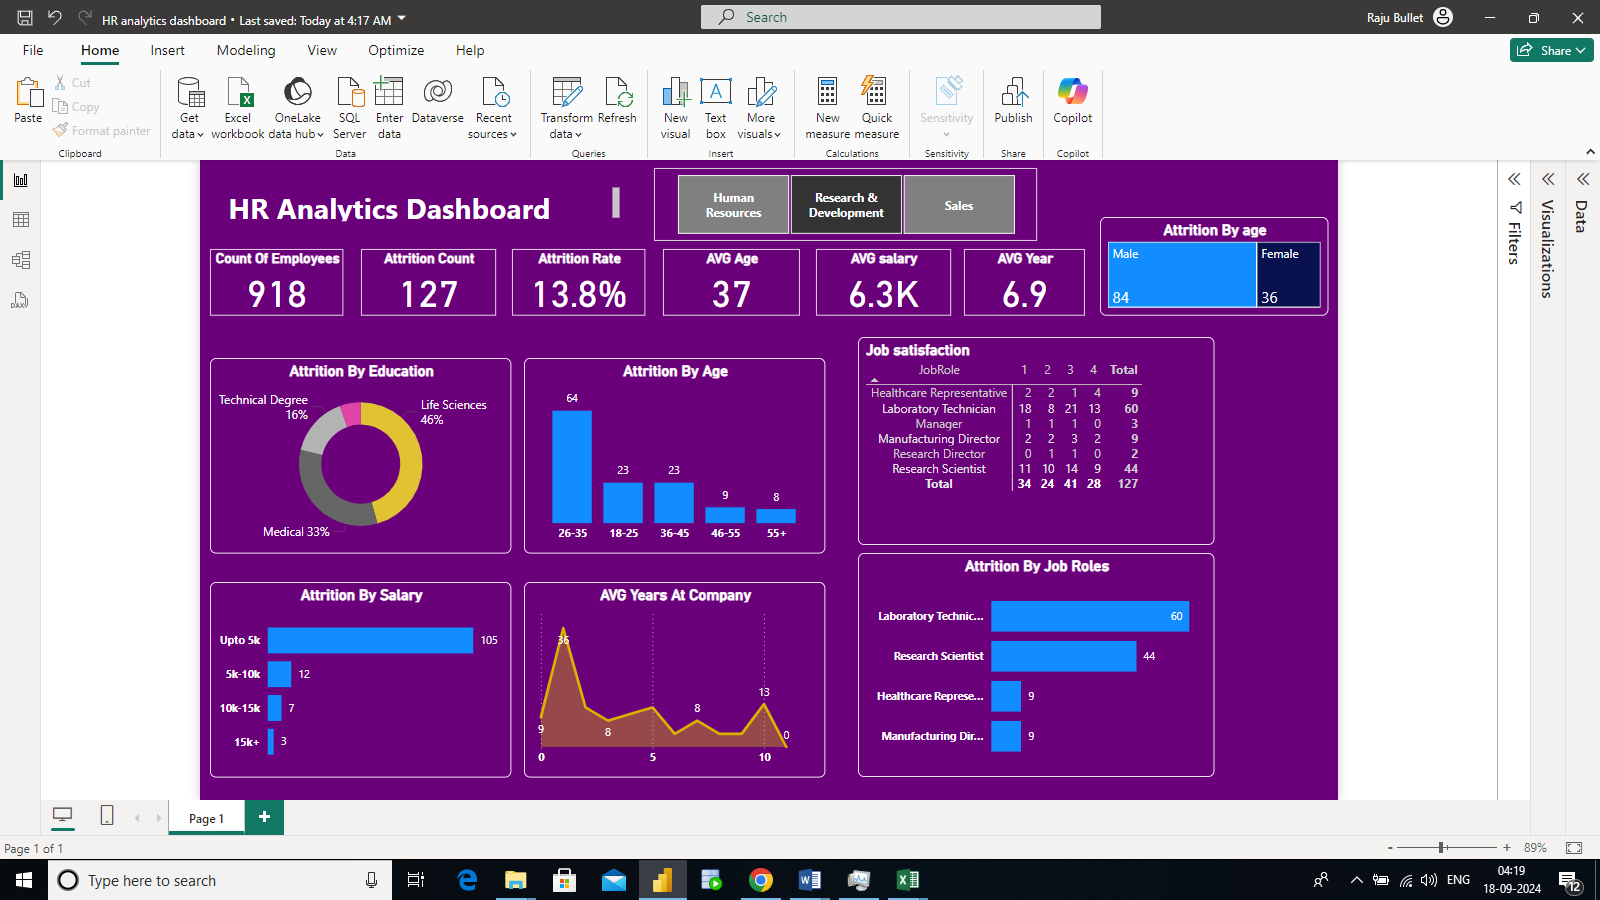 HR analytics dashboard • Last saved: Today at 4:17 AM
Search
Raju Bullet
File Home Insert Modeling View Optimize Help
Share
Paste
Cut
Copy
Format painter
Clipboard
Get data
Excel workbook
OneLake data hub
SQL Server
Enter data
Dataverse
Recent sources
Data
Transform data
Refresh
Queries
New visual
Text box
More visuals
Insert
New measure
Quick measure
Calculations
Sensitivity
Sensitivity
Publish
Share
Copilot
Copilot
HR Analytics Dashboard
Human Resources
Research & Development
Sales
Count Of Employees
918
Attrition Count
127
Attrition Rate
13.8%
AVG Age
37
AVG salary
6.3K
AVG Year
6.9
Attrition By age
Male
84
Female
36
Attrition By Education
Technical Degree
16%
Life Sciences
46%
Medical 33%
Attrition By Age
64
23
23
9
8
26-35 18-25 36-45 46-55 55+
Job satisfaction
JobRole 1 2 3 4 Total
Healthcare Representative 2 2 1 4 9
Laboratory Technician 18 8 21 13 60
Manager 1 1 1 0 3
Manufacturing Director 2 2 3 2 9
Research Director 0 1 1 0 2
Research Scientist 11 10 14 9 44
Total 34 24 41 28 127
Attrition By Salary
Upto 5k 105
5k-10k 12
10k-15k 7
15k+ 3
AVG Years At Company
36
13
8
9
8
0
0 5 10
Attrition By Job Roles
Laboratory Technic... 60
Research Scientist 44
Healthcare Represe... 9
Manufacturing Dir... 9
Filters
Visualizations
Data
DAX
Page 1
Page 1 of 1
- + 89%
Type here to search
ENG
04:19
18-09-2024
12